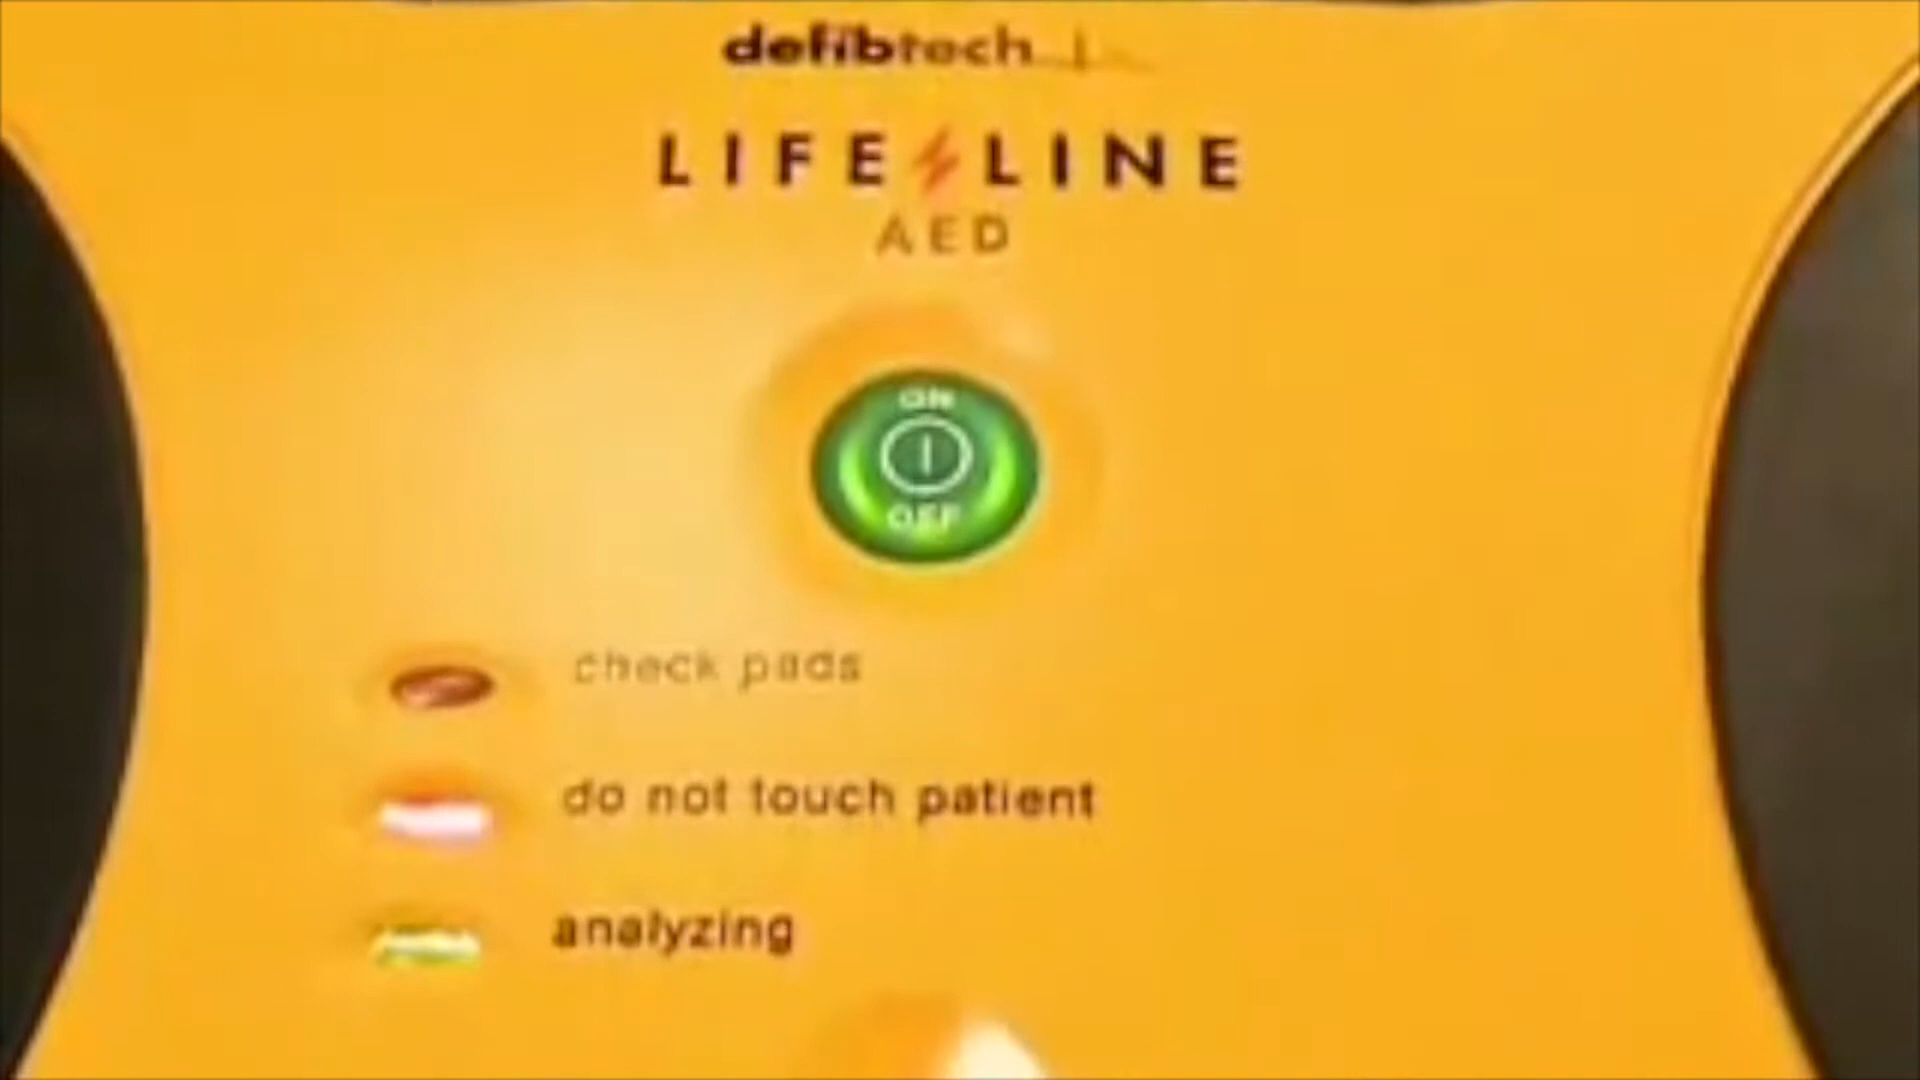 defibtech
LIFE LINE
AED
ON
OFF
check pads
do not touch patient
analyzing